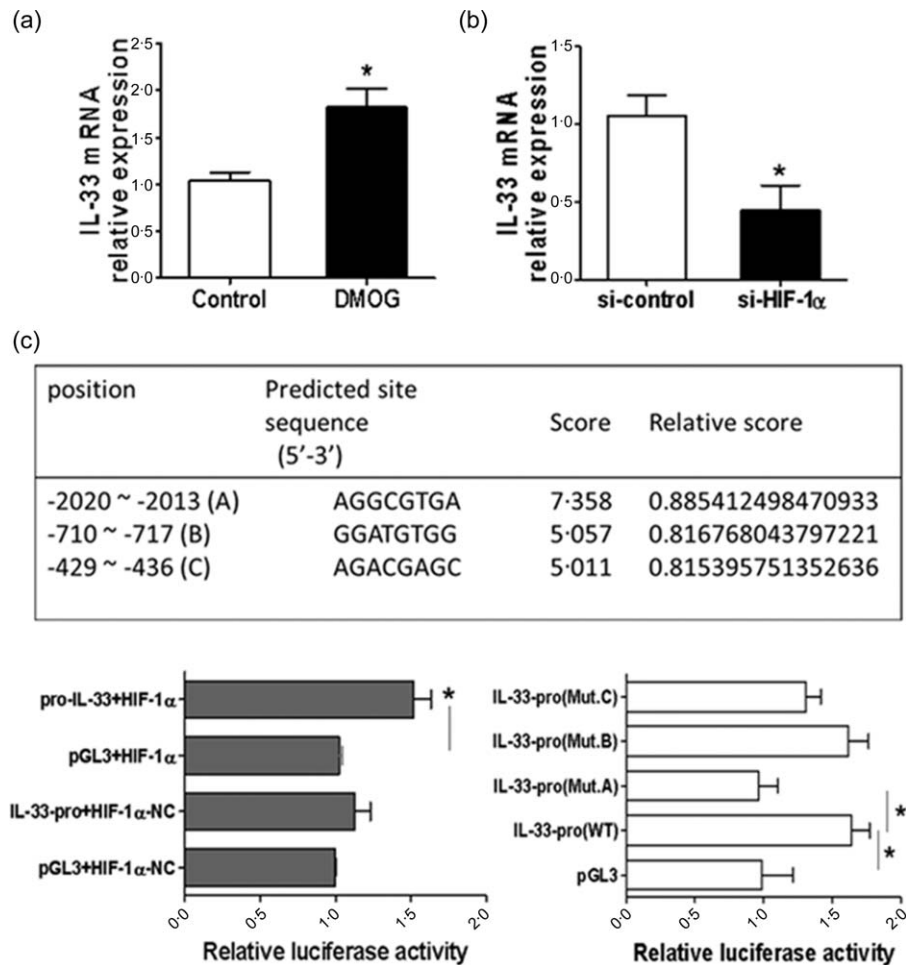 (a)
IL-33 mRNA
relative expression
2·5
2·0
1·5
1·0
0·5
0·0
*
Control
DMOG
(b)
IL-33 mRNA
relative expression
1·5
1·0
0·5
0·0
*
si-control
si-HIF-1α
(c)
position
Predicted site
sequence
(5’-3’)
Score
Relative score
-2020 ~ -2013 (A) AGGCGTGA 7·358 0.885412498470933
-710 ~ -717 (B) GGATGTGG 5·057 0.816768043797221
-429 ~ -436 (C) AGACGAGC 5·011 0.815395751352636
pro-IL-33+HIF-1α
pGL3+HIF-1α
IL-33-pro+HIF-1α-NC
pGL3+HIF-1α-NC
*
0·0 0·5 1·0 1·5 2·0
Relative luciferase activity
IL-33-pro(Mut.C)
IL-33-pro(Mut.B)
IL-33-pro(Mut.A)
IL-33-pro(WT)
pGL3
*
*
0·0 0·5 1·0 1·5 2·0
Relative luciferase activity